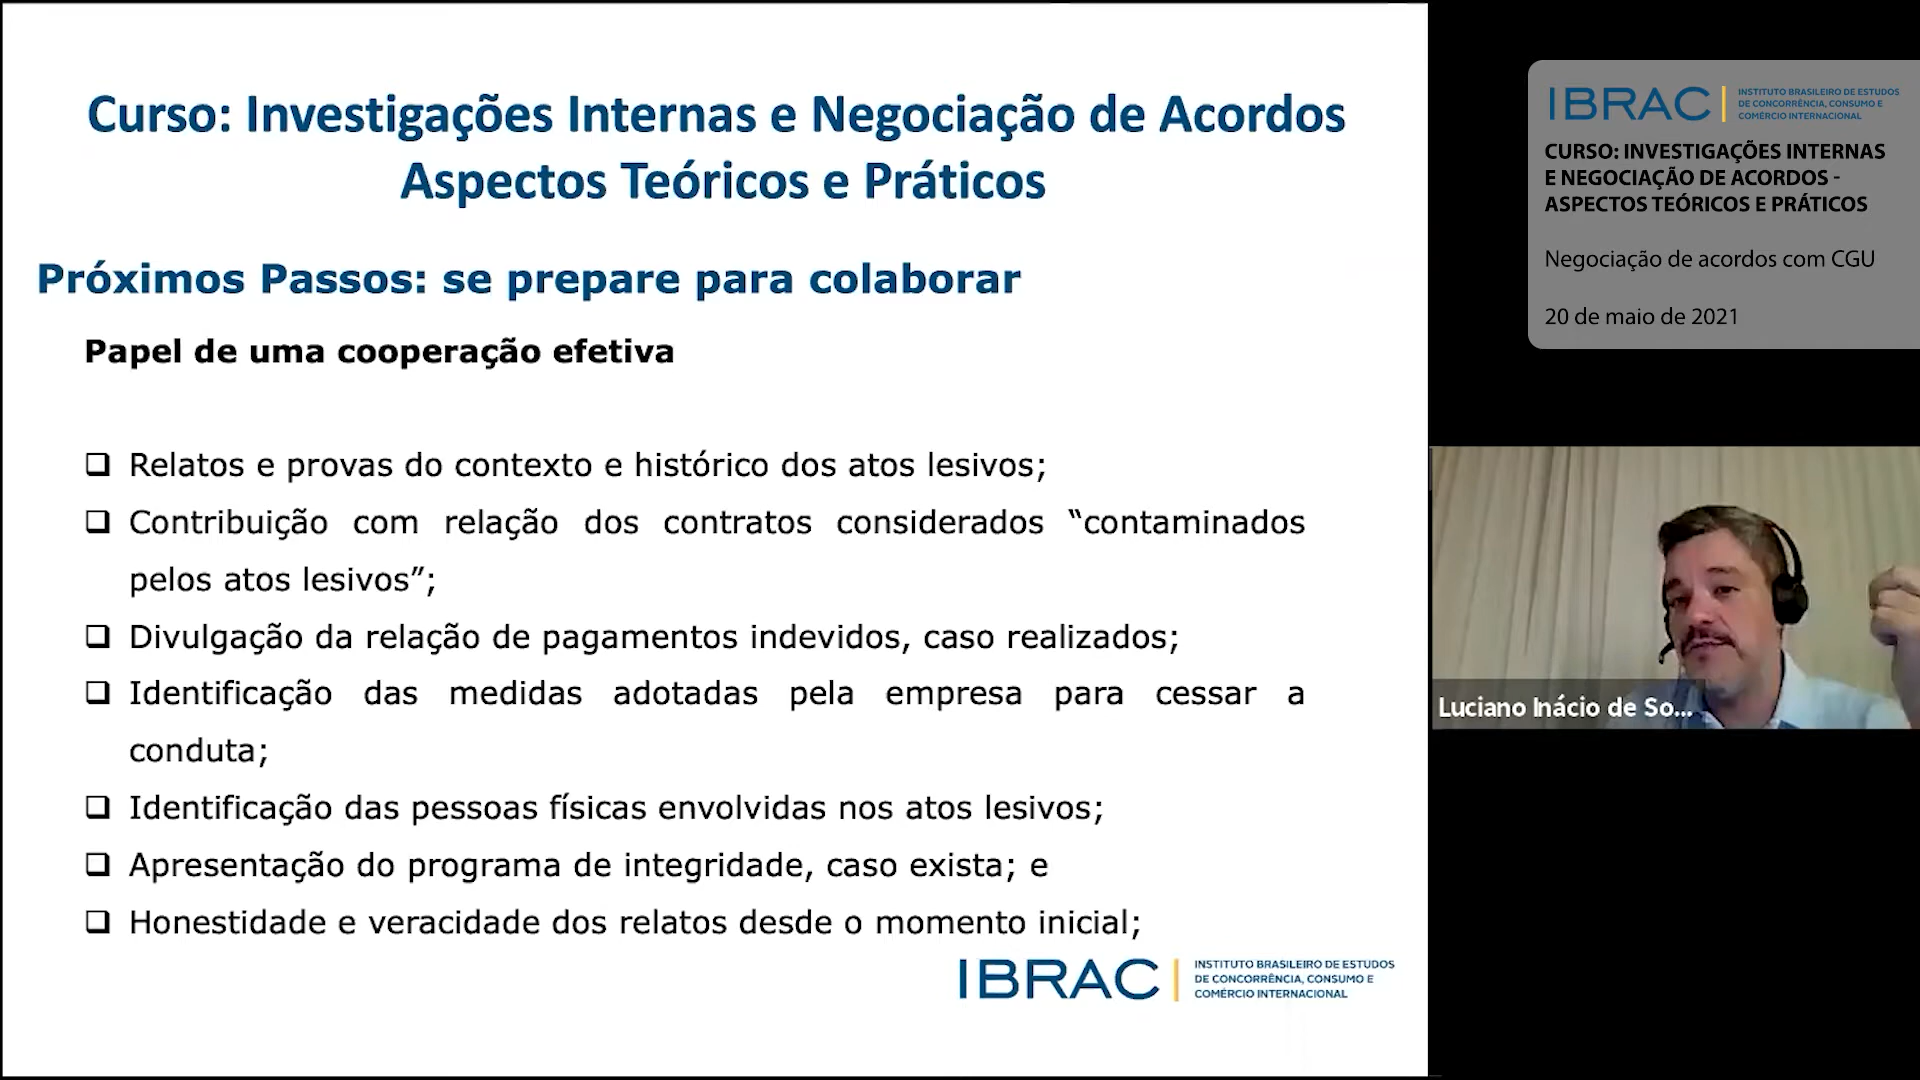 Curso: Investigações Internas e Negociação de Acordos
Aspectos Teóricos e Práticos
Próximos Passos: se prepare para colaborar
Papel de uma cooperação efetiva
❑ Relatos e provas do contexto e histórico dos atos lesivos;
❑ Contribuição com relação dos contratos considerados “contaminados
pelos atos lesivos”;
❑ Divulgação da relação de pagamentos indevidos, caso realizados;
❑ Identificação das medidas adotadas pela empresa para cessar a
conduta;
❑ Identificação das pessoas físicas envolvidas nos atos lesivos;
❑ Apresentação do programa de integridade, caso exista; e
❑ Honestidade e veracidade dos relatos desde o momento inicial;
IBRAC
INSTITUTO BRASILEIRO DE ESTUDOS
DE CONCORRÊNCIA, CONSUMO E
COMÉRCIO INTERNACIONAL
IBRAC
INSTITUTO BRASILEIRO DE ESTUDOS
DE CONCORRÊNCIA, CONSUMO E
COMÉRCIO INTERNACIONAL
CURSO: INVESTIGAÇÕES INTERNAS
E NEGOCIAÇÃO DE ACORDOS -
ASPECTOS TEÓRICOS E PRÁTICOS
Negociação de acordos com CGU
20 de maio de 2021
Luciano Inácio de So...